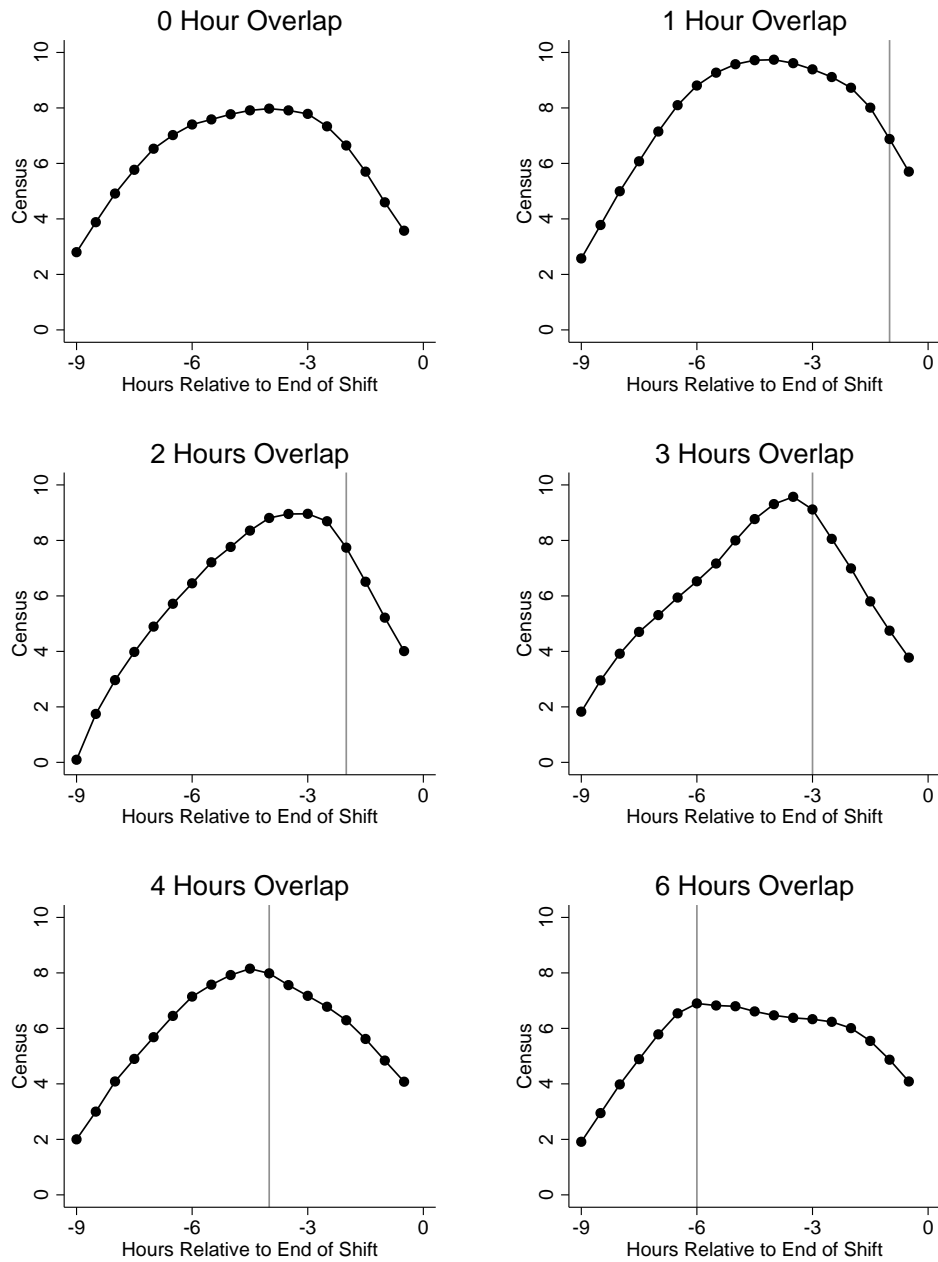 0 Hour Overlap
Census
10
8
6
4
2
0
-9 -6 -3 0
Hours Relative to End of Shift
1 Hour Overlap
Census
10
8
6
4
2
0
-9 -6 -3 0
Hours Relative to End of Shift
2 Hours Overlap
Census
10
8
6
4
2
0
-9 -6 -3 0
Hours Relative to End of Shift
3 Hours Overlap
Census
10
8
6
4
2
0
-9 -6 -3 0
Hours Relative to End of Shift
4 Hours Overlap
Census
10
8
6
4
2
0
-9 -6 -3 0
Hours Relative to End of Shift
6 Hours Overlap
Census
10
8
6
4
2
0
-9 -6 -3 0
Hours Relative to End of Shift